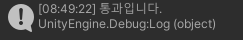 [08:49:22] 통과입니다.
UnityEngine.Debug:Log (object)